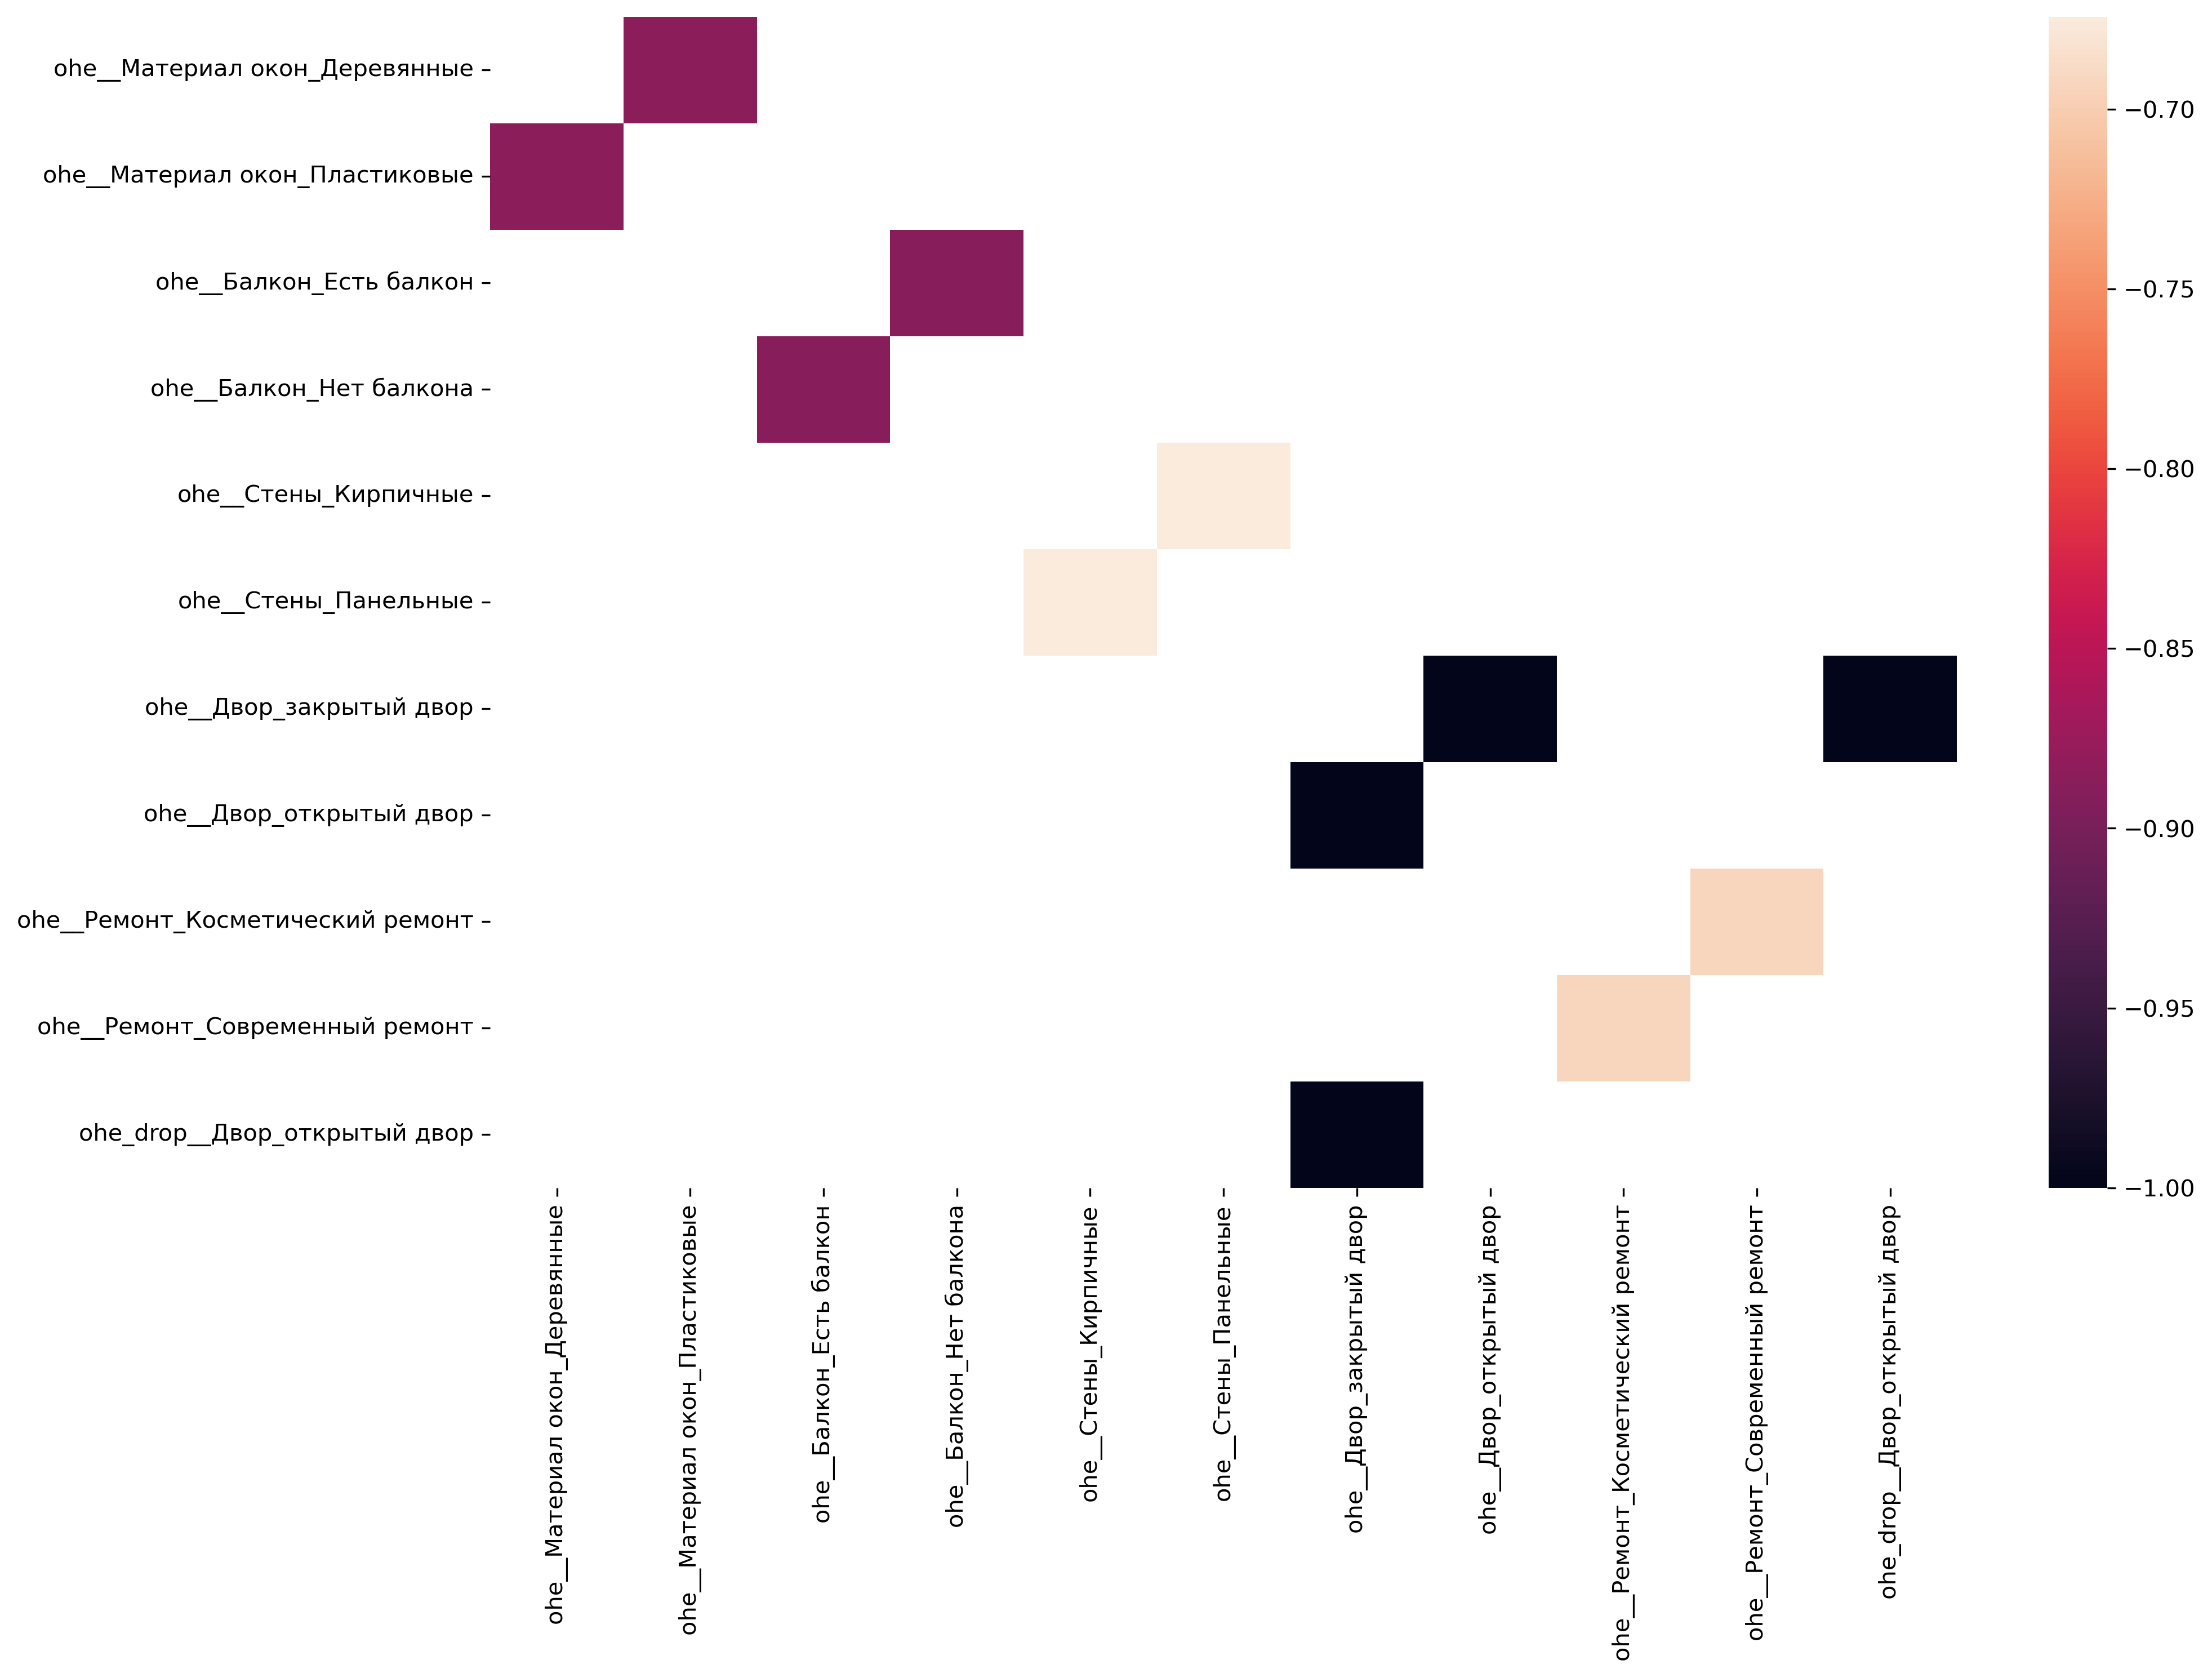 ohe__Материал окон_Деревянные
ohe__Материал окон_Пластиковые
ohe__Балкон_Есть балкон
ohe__Балкон_Нет балкона
ohe__Стены_Кирпичные
ohe__Стены_Панельные
ohe__Двор_закрытый двор
ohe__Двор_открытый двор
ohe__Ремонт_Косметический ремонт
ohe__Ремонт_Современный ремонт
ohe_drop__Двор_открытый двор
ohe__Материал окон_Деревянные
ohe__Материал окон_Пластиковые
ohe__Балкон_Есть балкон
ohe__Балкон_Нет балкона
ohe__Стены_Кирпичные
ohe__Стены_Панельные
ohe__Двор_закрытый двор
ohe__Двор_открытый двор
ohe__Ремонт_Косметический ремонт
ohe__Ремонт_Современный ремонт
ohe_drop__Двор_открытый двор
−0.70
−0.75
−0.80
−0.85
−0.90
−0.95
−1.00